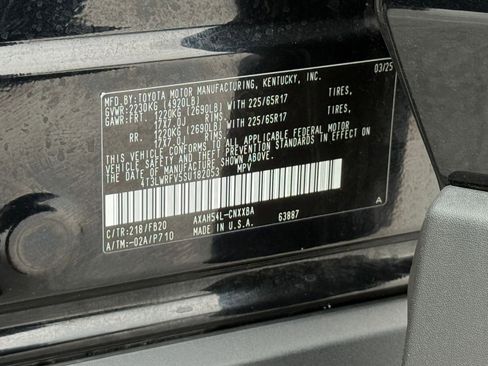 MFD.BY:TOYOTA MOTOR MANUFACTURING, KENTUCKY, INC. 03/25
GVWR:2230KG (4920LB)
GAWR:FRT. 1220KG (2690LB) WITH 225/65R17 TIRES,
17X7.0J RIMS
RR. 1220KG (2690LB) WITH 225/65R17 TIRES,
17X7.0J RIMS
THIS VEHICLE CONFORMS TO ALL APPLICABLE FEDERAL MOTOR
VEHICLE SAFETY AND THEFT PREVENTION STANDARDS IN EFFECT
ON THE DATE OF MANUFACTURE SHOWN ABOVE.
4T3LWRFV5SU182053 MPV
C/TR:218/FB20 AXAH54L-CNXXBA 63887 A
A/TM:-02A/P710 MADE IN U.S.A.